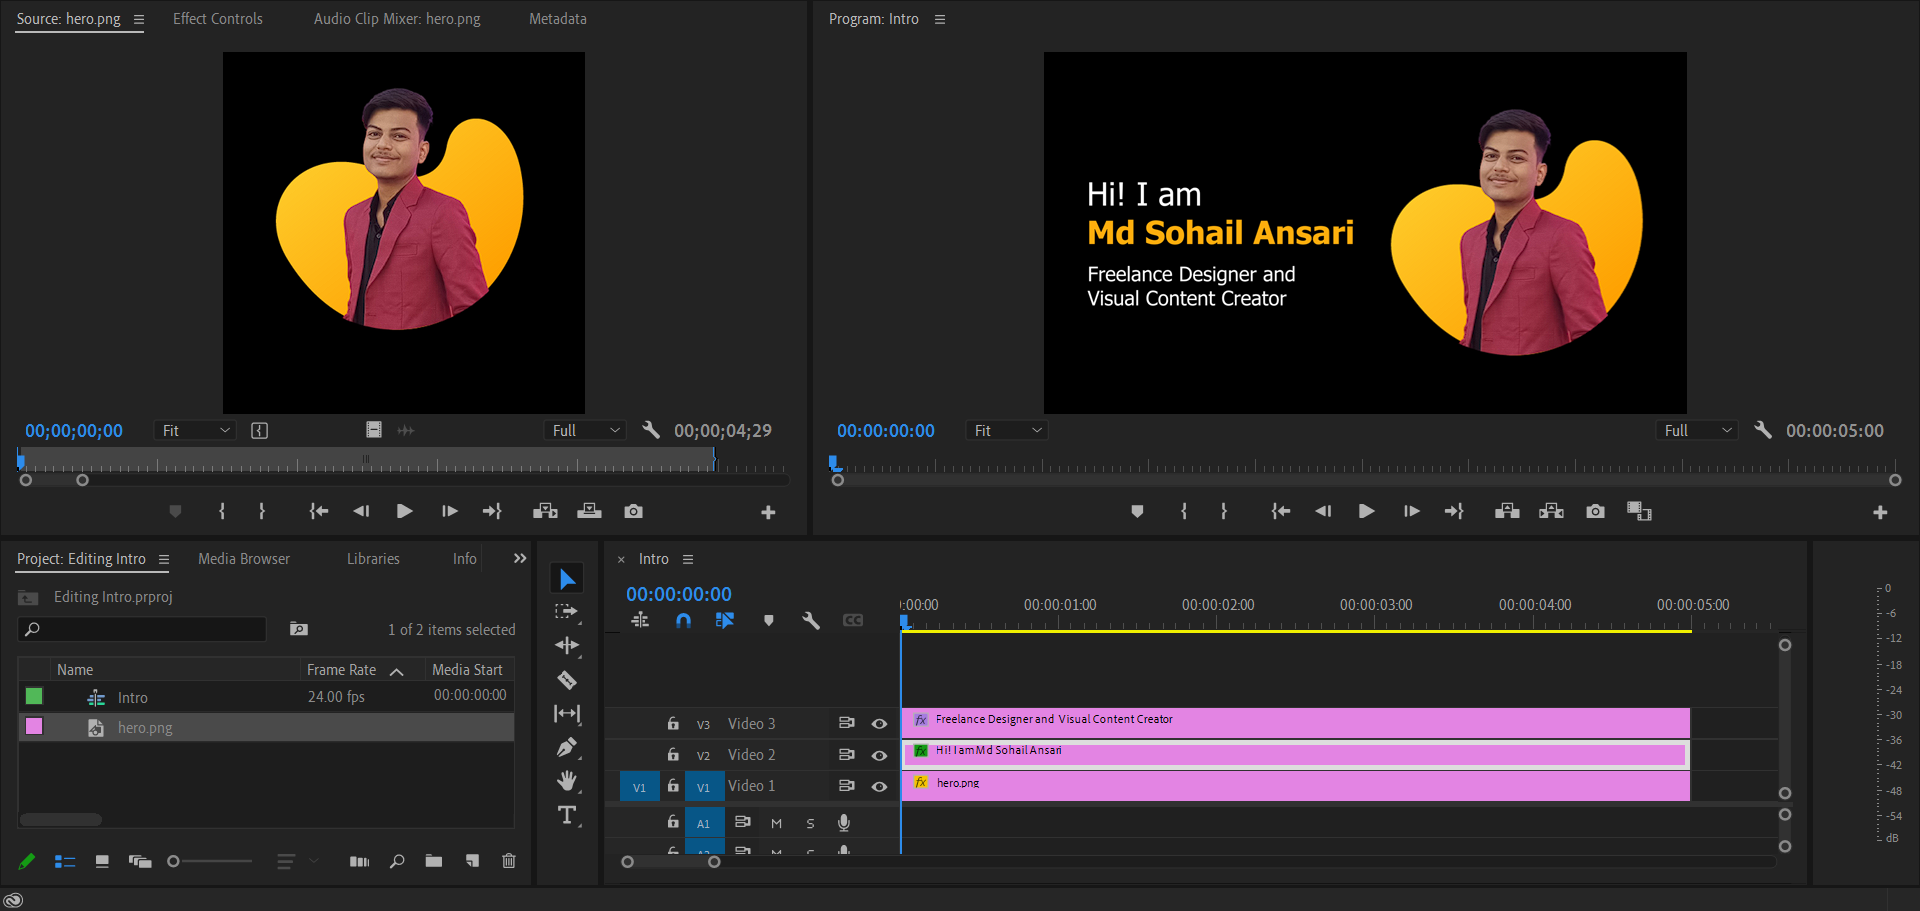 Source: hero.png
Effect Controls
Audio Clip Mixer: hero.png
Metadata
Program: Intro
Hi! I am
Md Sohail Ansari
Freelance Designer and
Visual Content Creator
00;00;00;00
Fit
Full
00;00;04;29
00:00:00:00
Fit
Full
00:00:05:00
Project: Editing Intro
Media Browser
Libraries
Info
Editing Intro.prproj
1 of 2 items selected
Name
Frame Rate
Media Start
Intro
24.00 fps
00:00:00:00
hero.png
× Intro
00:00:00:00
CC
:00:00
00:00:01:00
00:00:02:00
00:00:03:00
00:00:04:00
00:00:05:00
V3 Video 3
fx Freelance Designer and Visual Content Creator
V2 Video 2
fx Hi! I am Md Sohail Ansari
V1 V1 Video 1
fx hero.png
A1 M S
0
-6
-12
-18
-24
-30
-36
-42
-48
-54
dB